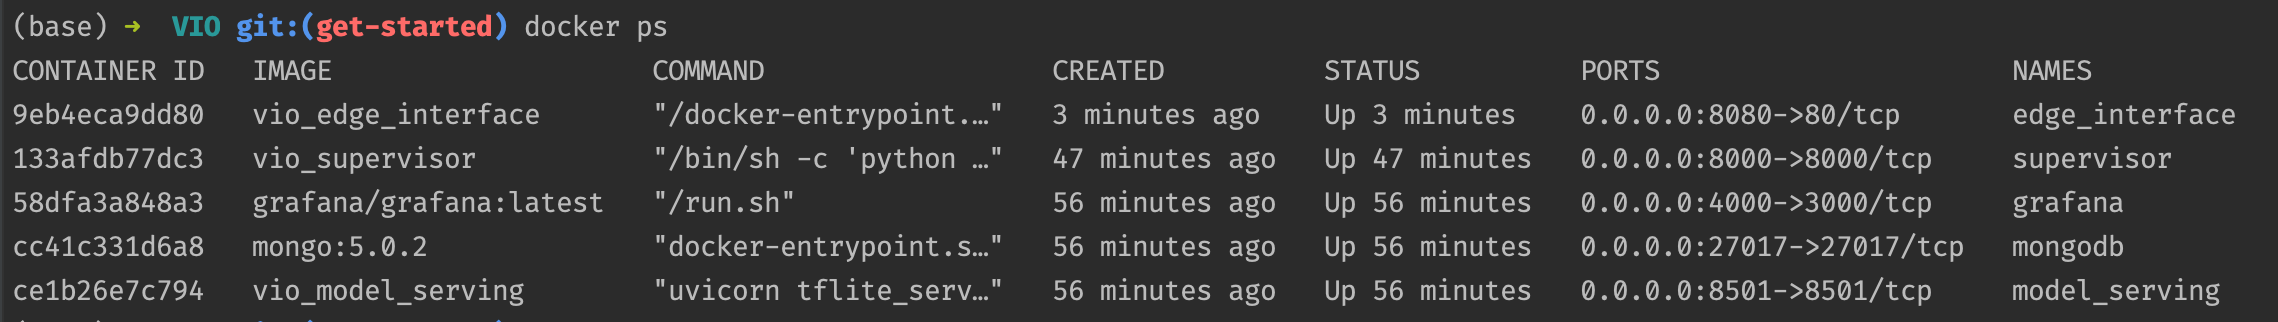 (base) ➜ VIO git:(get-started) docker ps
CONTAINER ID IMAGE COMMAND CREATED STATUS PORTS NAMES
9eb4eca9dd80 vio_edge_interface "/docker-entrypoint.…" 3 minutes ago Up 3 minutes 0.0.0.0:8080->80/tcp edge_interface
133afdb77dc3 vio_supervisor "/bin/sh -c 'python …" 47 minutes ago Up 47 minutes 0.0.0.0:8000->8000/tcp supervisor
58dfa3a848a3 grafana/grafana:latest "/run.sh" 56 minutes ago Up 56 minutes 0.0.0.0:4000->3000/tcp grafana
cc41c331d6a8 mongo:5.0.2 "docker-entrypoint.s…" 56 minutes ago Up 56 minutes 0.0.0.0:27017->27017/tcp mongodb
ce1b26e7c794 vio_model_serving "uvicorn tflite_serv…" 56 minutes ago Up 56 minutes 0.0.0.0:8501->8501/tcp model_serving